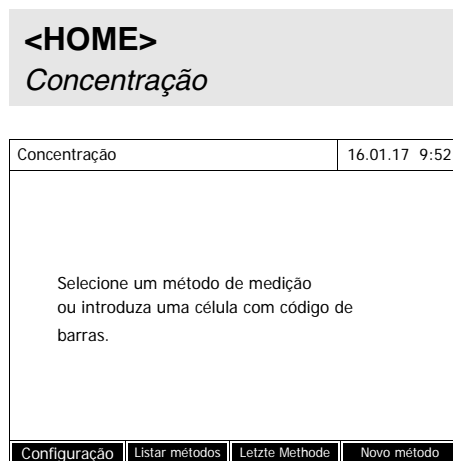 <HOME>
Concentração
Concentração 16.01.17 9:52
Selecione um método de medição
ou introduza uma célula com código de
barras.
Configuração Listar métodos Letzte Methode Novo método